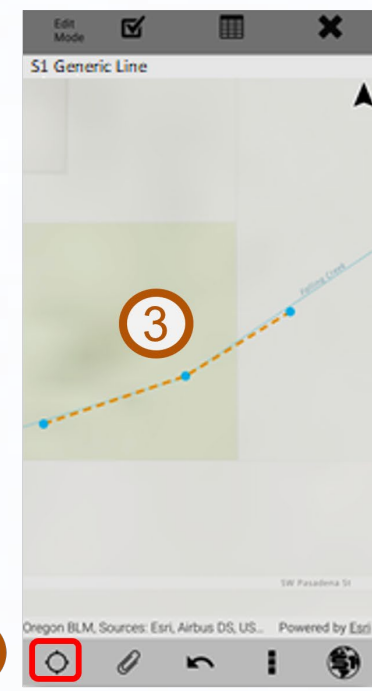 Edit
Mode
S1 Generic Line
Falling Creek
3
SW Pasadena St
Oregon BLM, Sources: Esri, Airbus DS, US... Powered by Esri